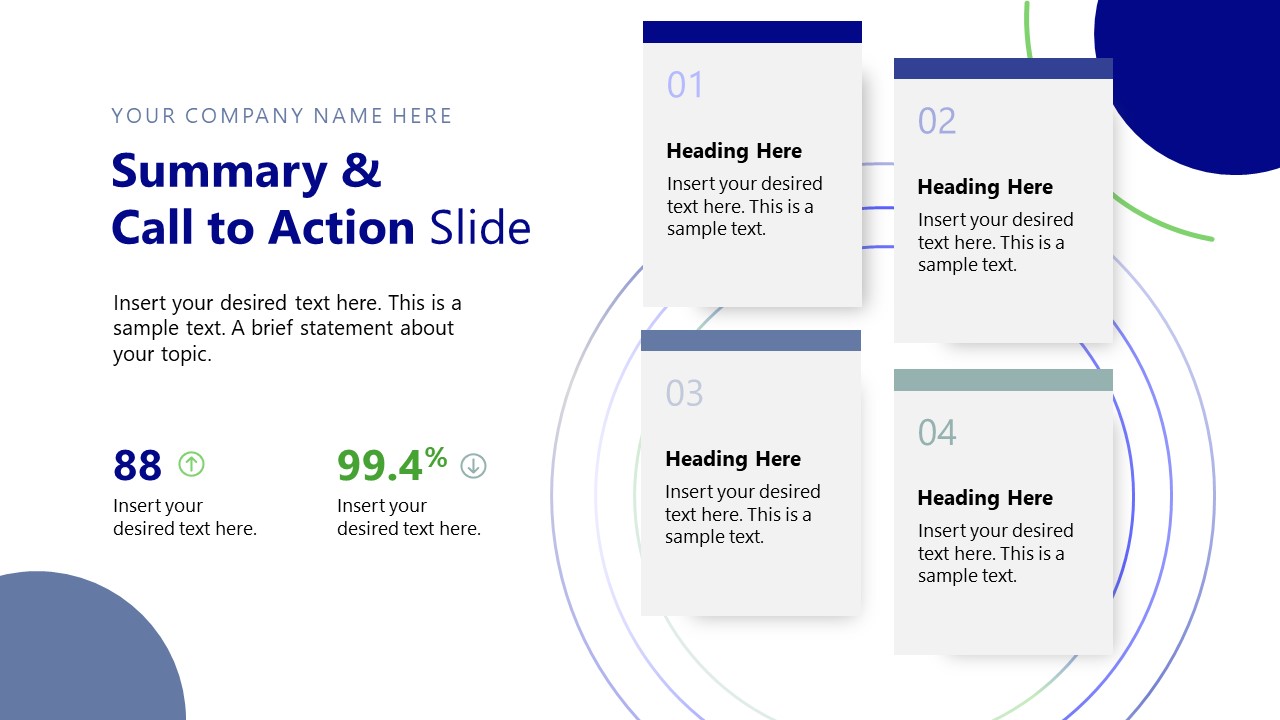 YOUR COMPANY NAME HERE
Summary &
Call to Action Slide
Insert your desired text here. This is a
sample text. A brief statement about
your topic.
88
Insert your
desired text here.
99.4%
Insert your
desired text here.
01
Heading Here
Insert your desired
text here. This is a
sample text.
02
Heading Here
Insert your desired
text here. This is a
sample text.
03
Heading Here
Insert your desired
text here. This is a
sample text.
04
Heading Here
Insert your desired
text here. This is a
sample text.